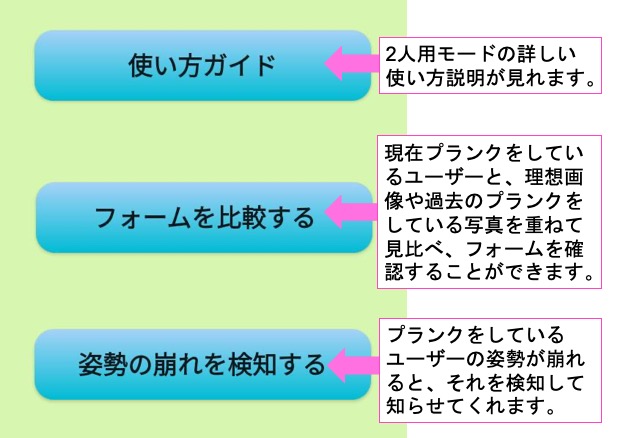 使い方ガイド
2人用モードの詳しい
使い方説明が見れます。
フォームを比較する
現在プランクをしてい
るユーザーと、理想画
像や過去のプランクを
している写真を重ねて
見比べ、フォームを確
認することができます。
姿勢の崩れを検知する
プランクをしている
ユーザーの姿勢が崩れ
ると、それを検知して
知らせてくれます。